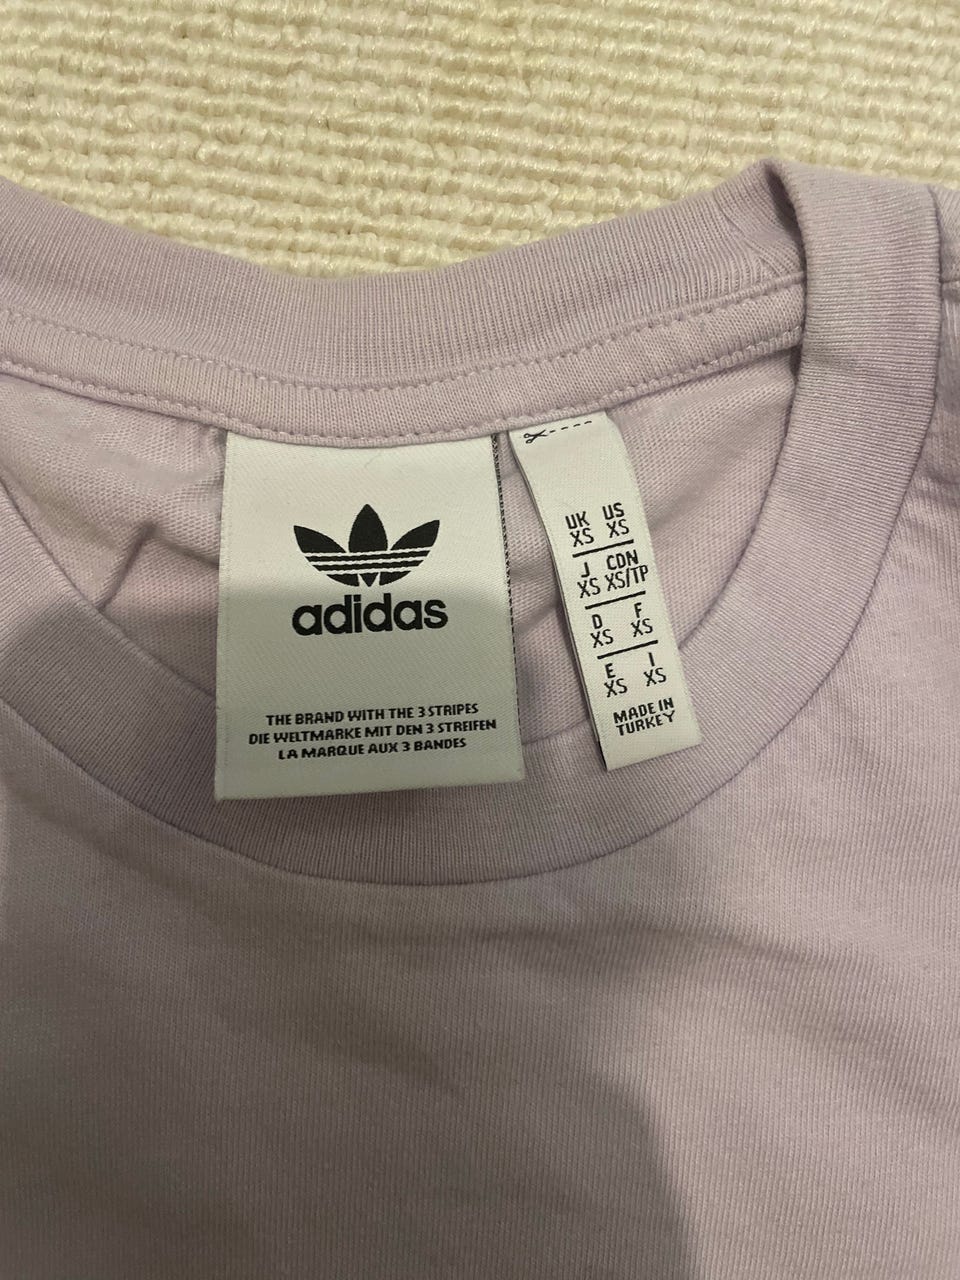 adidas
THE BRAND WITH THE 3 STRIPES
DIE WELTMARKE MIT DEN 3 STREIFEN
LA MARQUE AUX 3 BANDES
UK US
XS XS
J CDN
XS XS/TP
D F
XS XS
E I
XS XS
MADE IN
TURKEY